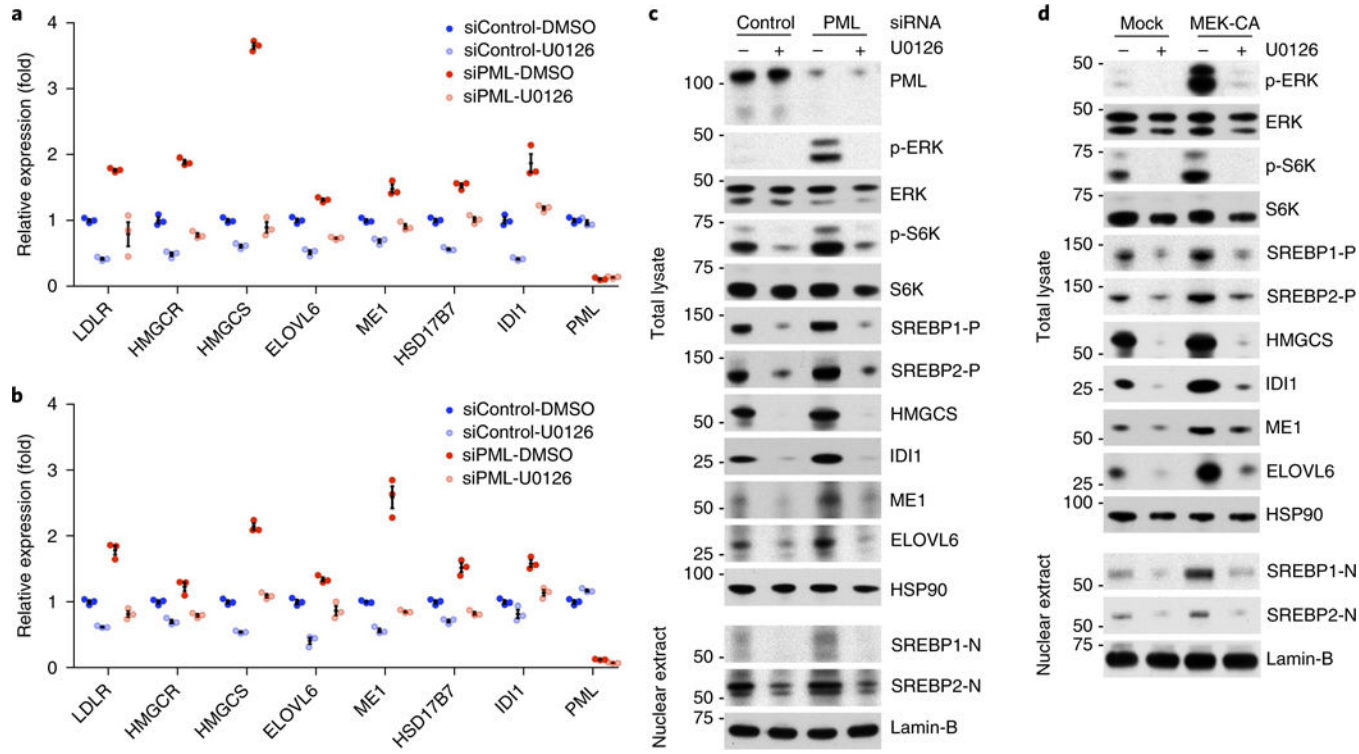 a
Relative expression (fold)
4
3
2
1
0
siControl-DMSO
siControl-U0126
siPML-DMSO
siPML-U0126
LDLR
HMGCR
HMGCS
ELOVL6
ME1
HSD17B7
IDI1
PML
b
Relative expression (fold)
4
3
2
1
0
siControl-DMSO
siControl-U0126
siPML-DMSO
siPML-U0126
LDLR
HMGCR
HMGCS
ELOVL6
ME1
HSD17B7
IDI1
PML
c
Control PML siRNA
– + – + U0126
100 PML
50 p-ERK
50 ERK
75 p-S6K
50
75 S6K
150 SREBP1-P
150 SREBP2-P
50 HMGCS
25 IDI1
50 ME1
25 ELOVL6
100 HSP90
Total lysate
50 SREBP1-N
50 SREBP2-N
75 Lamin-B
Nuclear extract
d
Mock MEK-CA
– + – + U0126
50 p-ERK
50 ERK
75 p-S6K
50
75 S6K
150 SREBP1-P
150 SREBP2-P
50 HMGCS
25 IDI1
50 ME1
25 ELOVL6
100 HSP90
Total lysate
50 SREBP1-N
50 SREBP2-N
75 Lamin-B
Nuclear extract